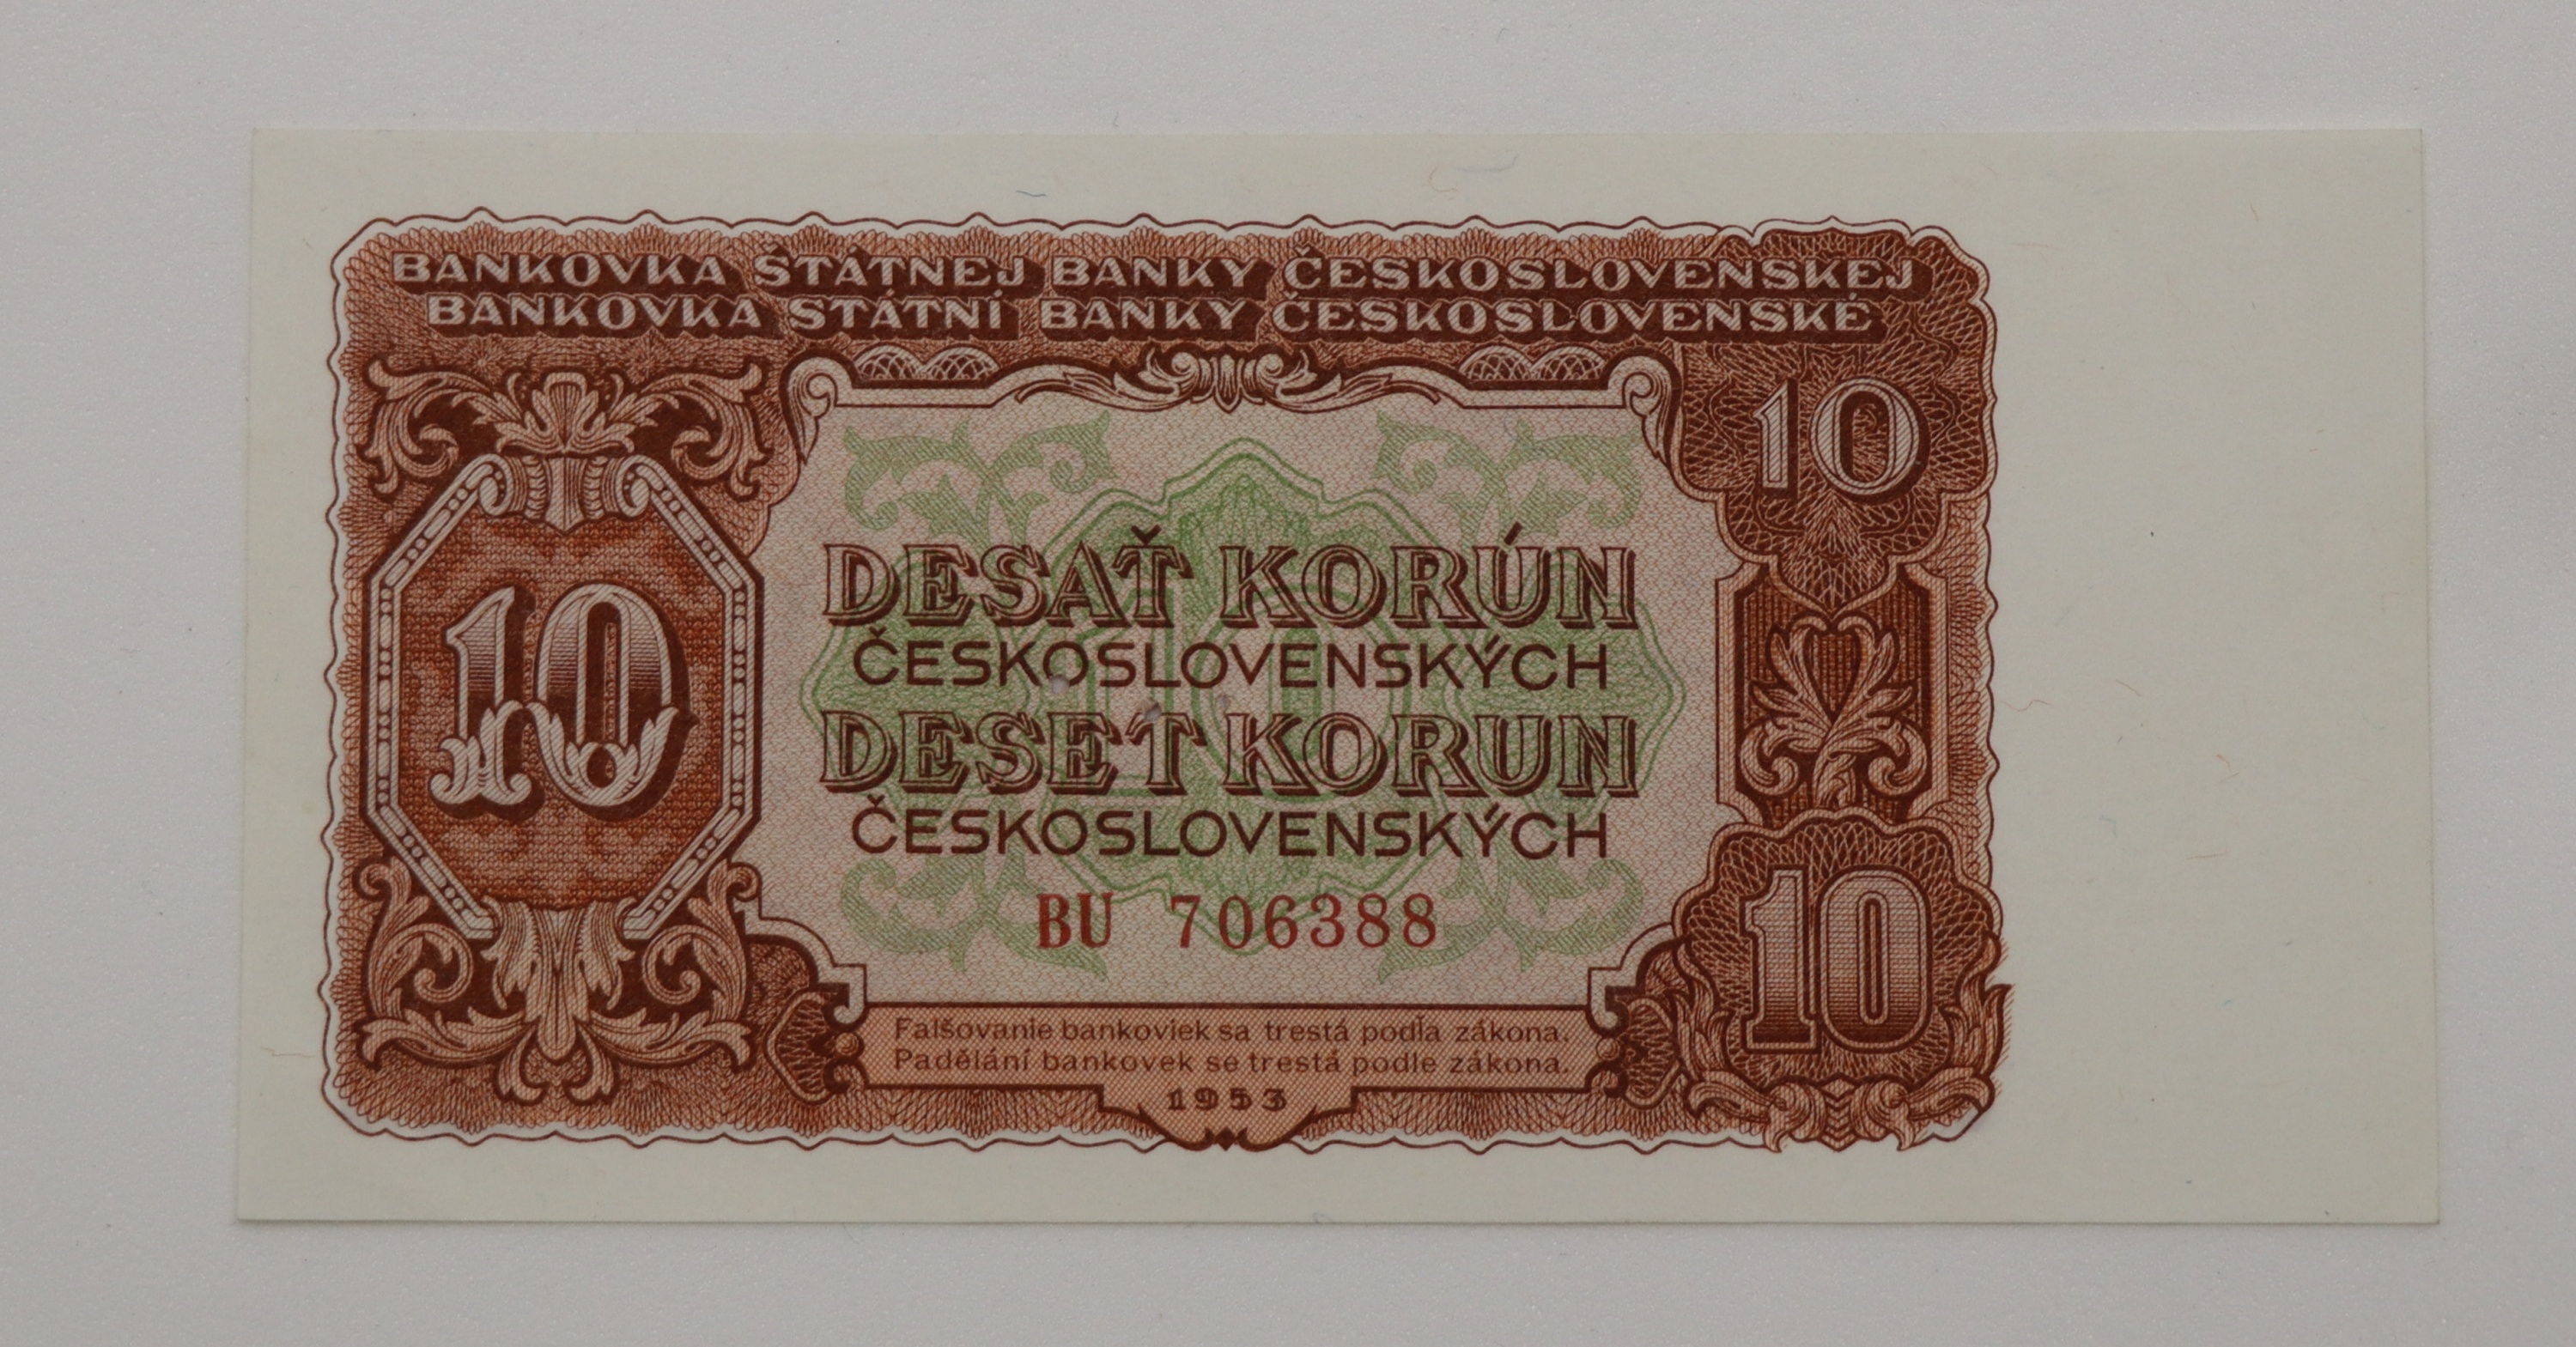 BANKOVKA ŠTÁTNEJ BANKY ČESKOSLOVENSKEJ
BANKOVKA STÁTNÍ BANKY ČESKOSLOVENSKÉ
10
10
DESAŤ KORÚN
ČESKOSLOVENSKÝCH
DESET KORUN
ČESKOSLOVENSKÝCH
BU 706388
10
Falšovanie bankoviek sa trestá podľa zákona.
Padělání bankovek se trestá podle zákona.
1953